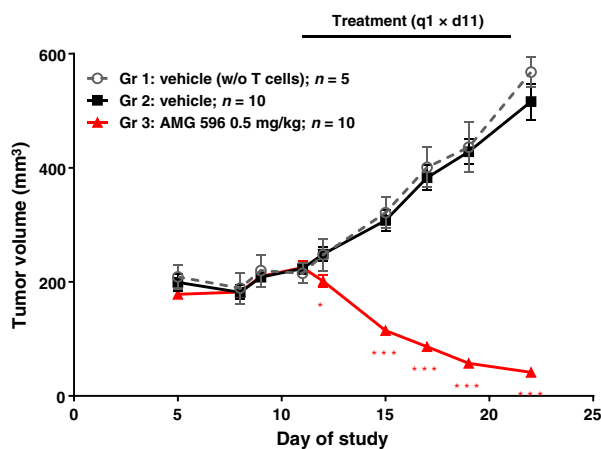 Treatment (q1 × d11)
600
400
200
0
Tumor volume (mm³)
Gr 1: vehicle (w/o T cells); n = 5
Gr 2: vehicle; n = 10
Gr 3: AMG 596 0.5 mg/kg; n = 10
*
***
***
***
***
0
5
10
15
20
25
Day of study